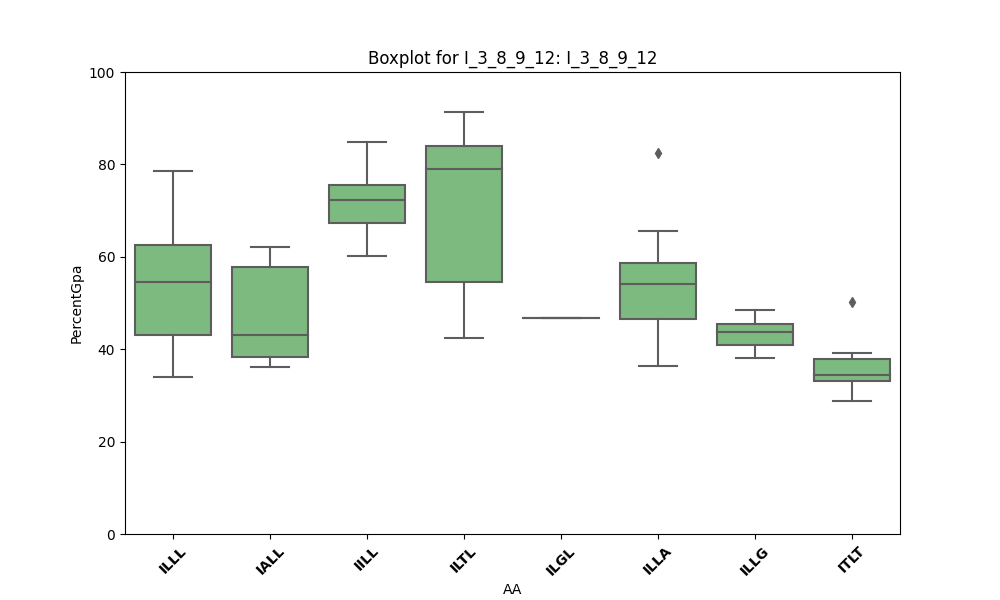 Boxplot for I_3_8_9_12: I_3_8_9_12
100
80
60
40
20
0
PercentGpa
ILLL
IALL
IILL
ILTL
ILGL
ILLA
ILLG
ITLT
AA